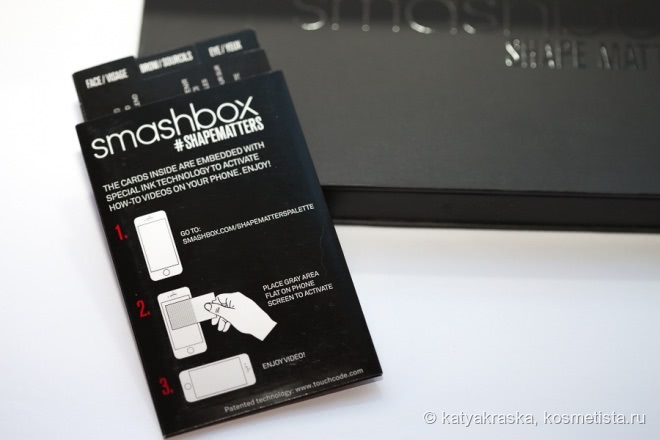 smashbox
SHAPE MATT
FACE/VISAGE
BROW/SOURCILS
EYE/YEUX
smashbox
#SHAPEMATTERS
THE CARDS INSIDE ARE EMBEDDED WITH
SPECIAL INK TECHNOLOGY TO ACTIVATE
HOW-TO VIDEOS ON YOUR PHONE. ENJOY!
1.
GO TO:
SMASHBOX.COM/SHAPEMATTERSPALETTE
2.
PLACE GRAY AREA
FLAT ON PHONE
SCREEN TO ACTIVATE
3.
ENJOY VIDEO!
Patented technology: www.touchcode.com
© katyakraska, kosmetista.ru